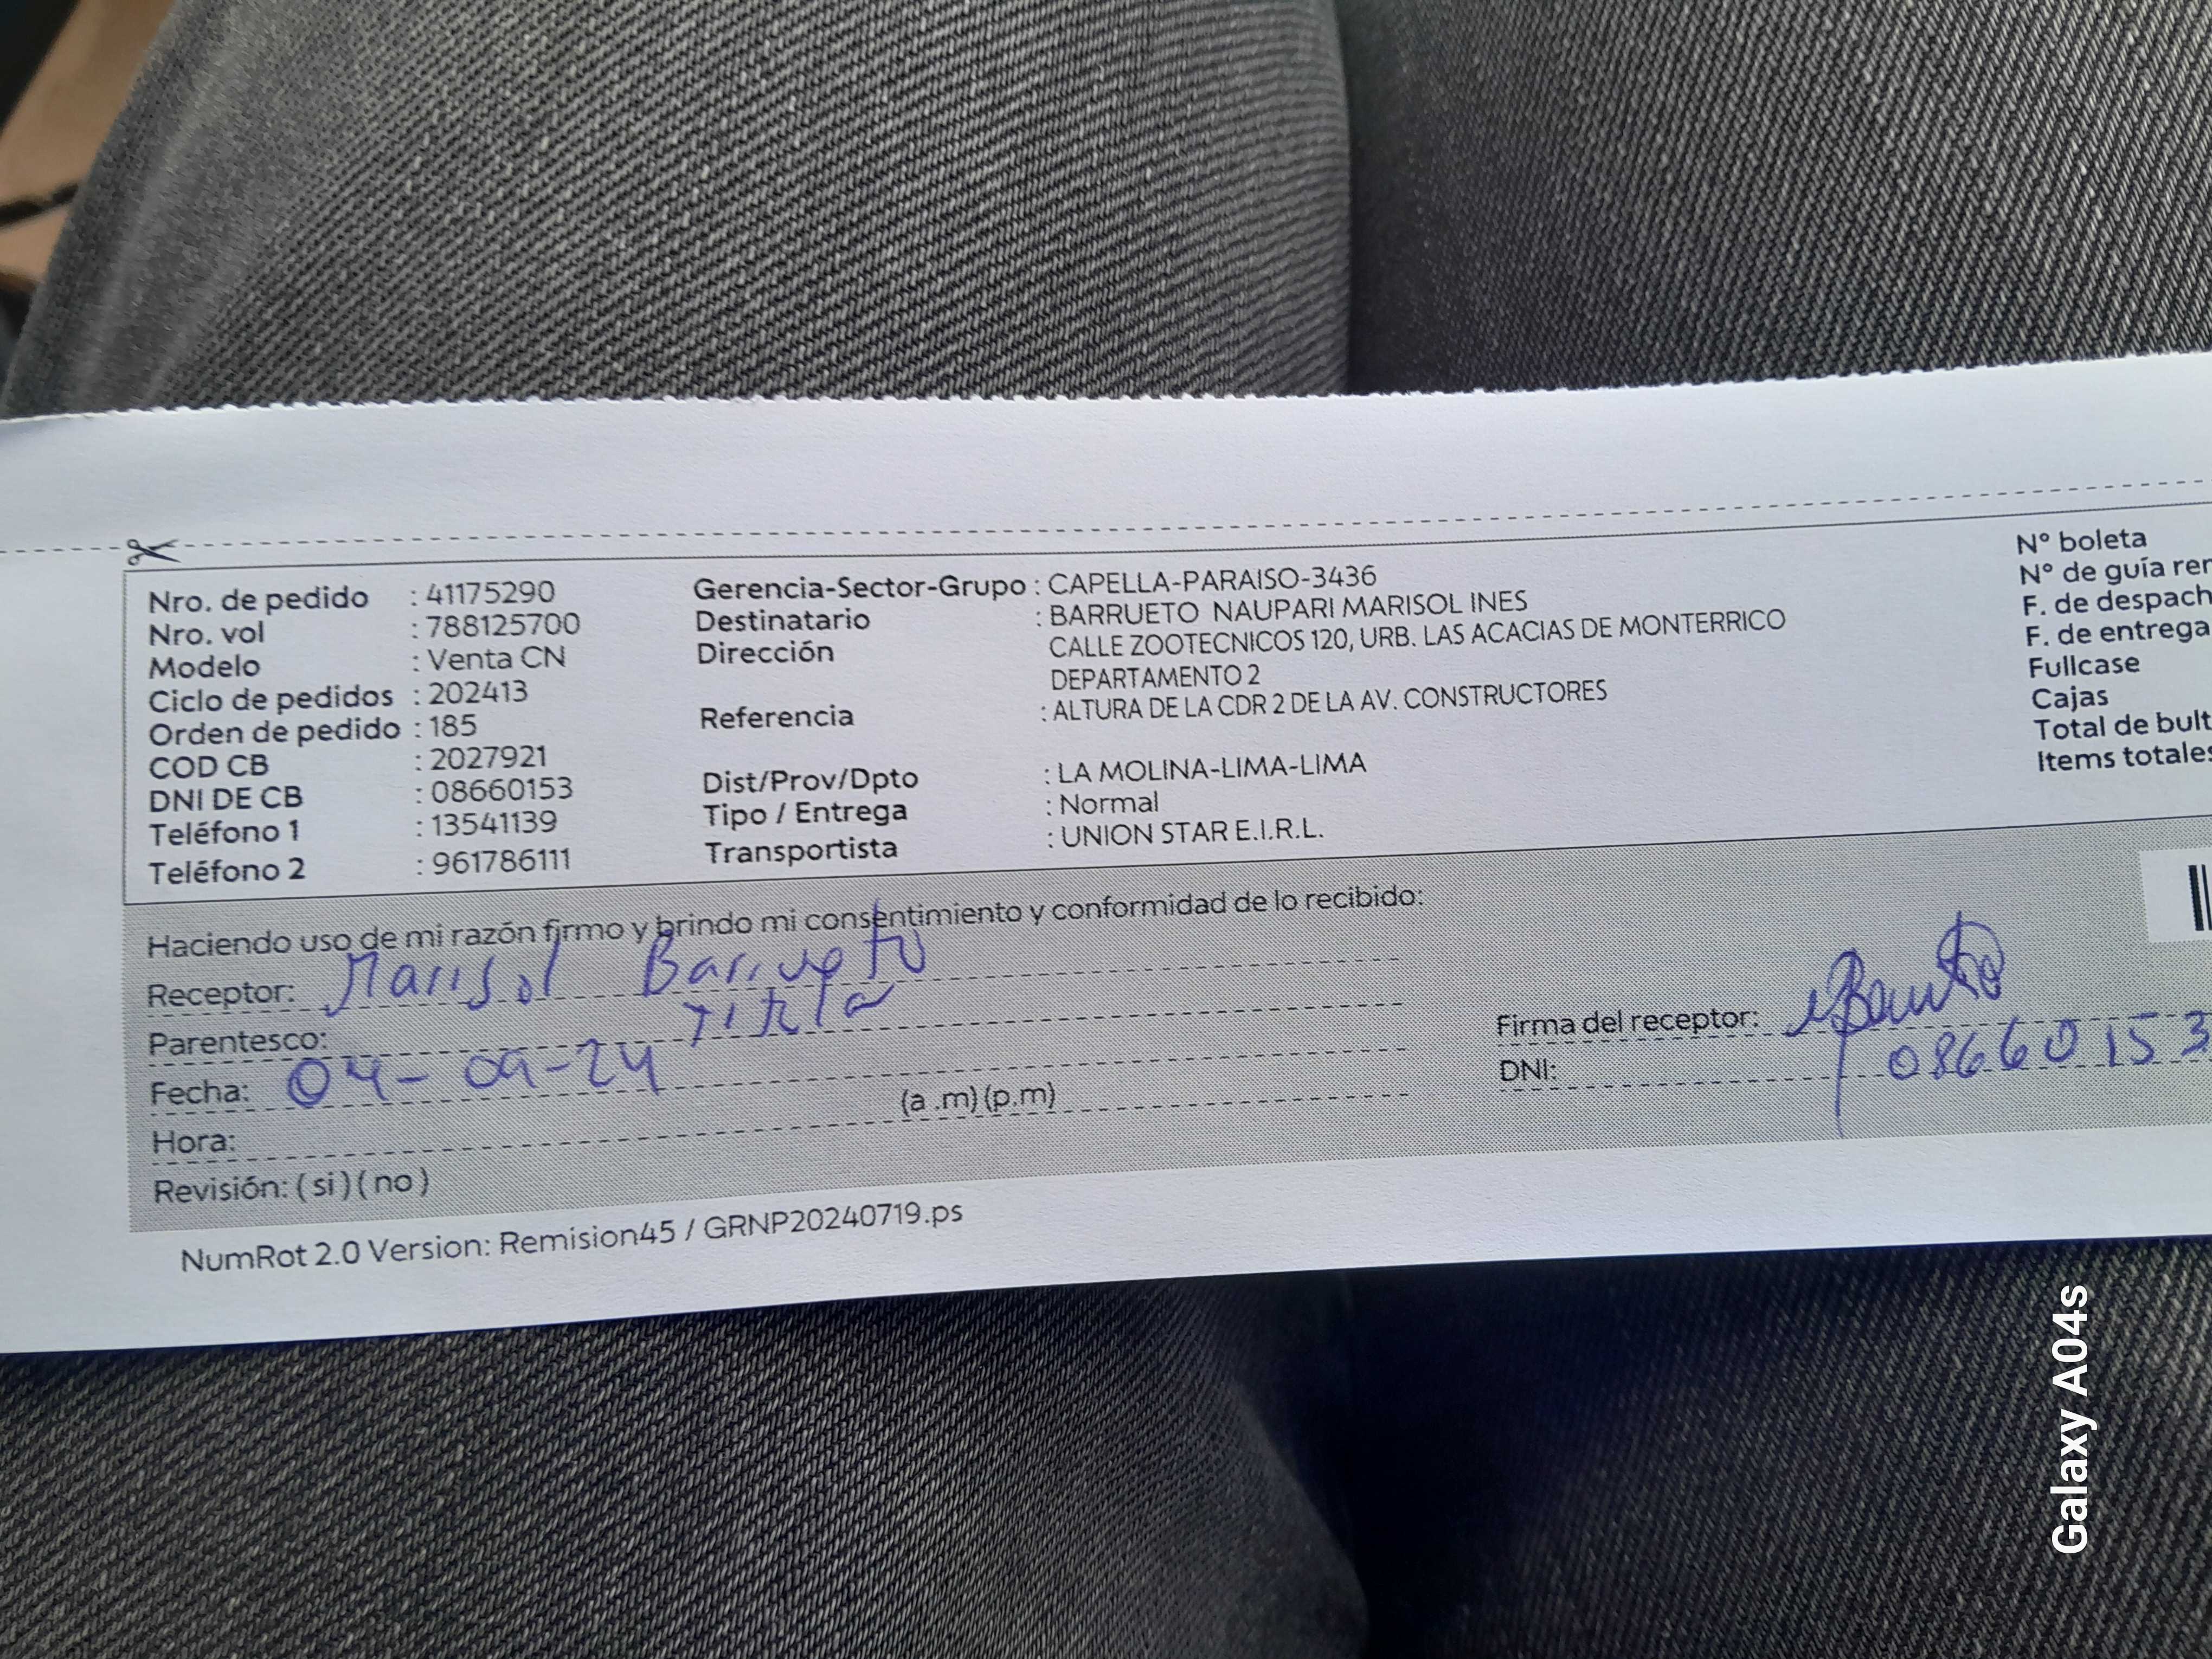 Nro. de pedido : 41175290
Nro. vol : 788125700
Modelo : Venta CN
Ciclo de pedidos : 202413
Orden de pedido : 185
COD CB : 2027921
DNI DE CB : 08660153
Teléfono 1 : 13541139
Teléfono 2 : 961786111
Gerencia-Sector-Grupo : CAPELLA-PARAISO-3436
Destinatario : BARRUETO NAUPARI MARISOL INES
Dirección CALLE ZOOTECNICOS 120, URB. LAS ACACIAS DE MONTERRICO
DEPARTAMENTO 2
Referencia : ALTURA DE LA CDR 2 DE LA AV. CONSTRUCTORES
Dist/Prov/Dpto : LA MOLINA-LIMA-LIMA
Tipo / Entrega : Normal
Transportista : UNION STAR E.I.R.L.
N° boleta
N° de guía rer
F. de despach
F. de entrega
Fullcase
Cajas
Total de bult
Items totales
Haciendo uso de mi razón firmo y brindo mi consentimiento y conformidad de lo recibido:
Receptor: Marisol Barrueto
Parentesco:
Fecha: 04-09-24
Hora: (a .m) (p.m)
Revisión: ( si ) ( no )
Firma del receptor:
DNI: 08660153
NumRot 2.0 Version: Remision45 / GRNP20240719.ps
Galaxy A04s